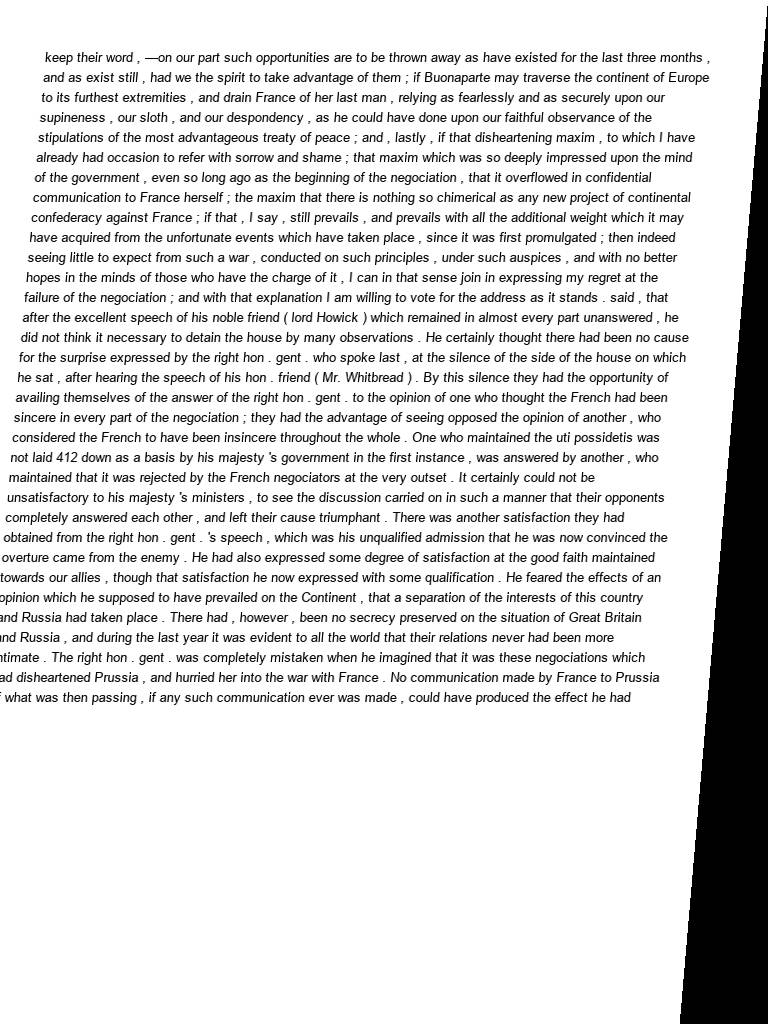 keep their word , —on our part such opportunities are to be thrown away as have existed for the last three months ,
and as exist still , had we the spirit to take advantage of them ; if Buonaparte may traverse the continent of Europe
to its furthest extremities , and drain France of her last man , relying as fearlessly and as securely upon our
supineness , our sloth , and our despondency , as he could have done upon our faithful observance of the
stipulations of the most advantageous treaty of peace ; and , lastly , if that disheartening maxim , to which I have
already had occasion to refer with sorrow and shame ; that maxim which was so deeply impressed upon the mind
of the government , even so long ago as the beginning of the negociation , that it overflowed in confidential
communication to France herself ; the maxim that there is nothing so chimerical as any new project of continental
confederacy against France ; if that , I say , still prevails , and prevails with all the additional weight which it may
have acquired from the unfortunate events which have taken place , since it was first promulgated ; then indeed
seeing little to expect from such a war , conducted on such principles , under such auspices , and with no better
hopes in the minds of those who have the charge of it , I can in that sense join in expressing my regret at the
failure of the negociation ; and with that explanation I am willing to vote for the address as it stands . said , that
after the excellent speech of his noble friend ( lord Howick ) which remained in almost every part unanswered , he
did not think it necessary to detain the house by many observations . He certainly thought there had been no cause
for the surprise expressed by the right hon . gent . who spoke last , at the silence of the side of the house on which
he sat , after hearing the speech of his hon . friend ( Mr. Whitbread ) . By this silence they had the opportunity of
availing themselves of the answer of the right hon . gent . to the opinion of one who thought the French had been
sincere in every part of the negociation ; they had the advantage of seeing opposed the opinion of another , who
considered the French to have been insincere throughout the whole . One who maintained the uti possidetis was
not laid 412 down as a basis by his majesty 's government in the first instance , was answered by another , who
maintained that it was rejected by the French negociators at the very outset . It certainly could not be
unsatisfactory to his majesty 's ministers , to see the discussion carried on in such a manner that their opponents
completely answered each other , and left their cause triumphant . There was another satisfaction they had
obtained from the right hon . gent . 's speech , which was his unqualified admission that he was now convinced the
overture came from the enemy . He had also expressed some degree of satisfaction at the good faith maintained
towards our allies , though that satisfaction he now expressed with some qualification . He feared the effects of an
opinion which he supposed to have prevailed on the Continent , that a separation of the interests of this country
and Russia had taken place . There had , however , been no secrecy preserved on the situation of Great Britain
and Russia , and during the last year it was evident to all the world that their relations never had been more
ntimate . The right hon . gent . was completely mistaken when he imagined that it was these negociations which
ad disheartened Prussia , and hurried her into the war with France . No communication made by France to Prussia
what was then passing , if any such communication ever was made , could have produced the effect he had